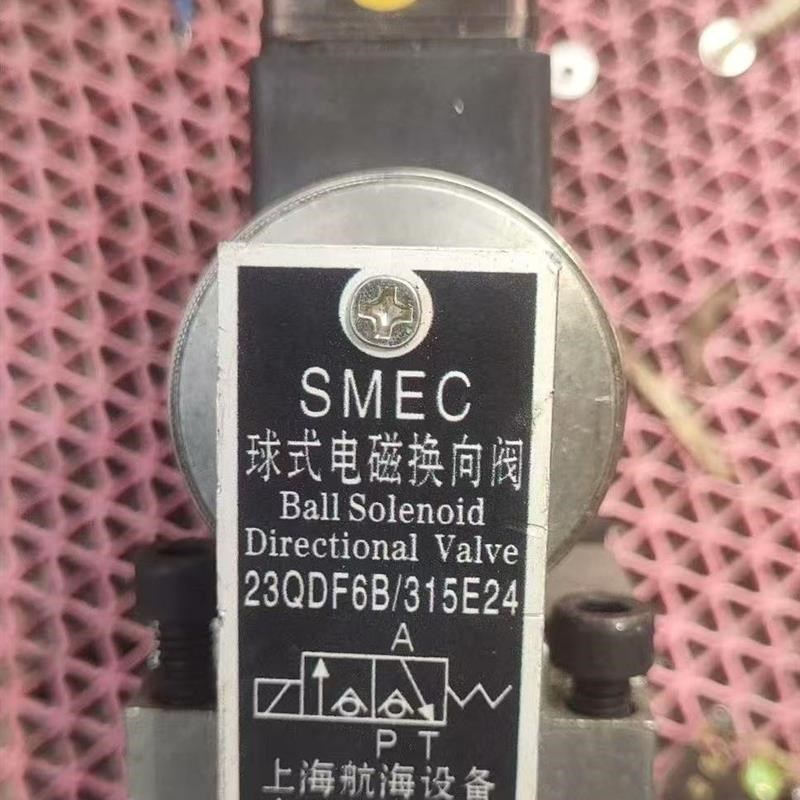 SMEC
球式电磁换向阀
Ball Solenoid
Directional Valve
23QDF6B/315E24
A
P T
上海航海设备